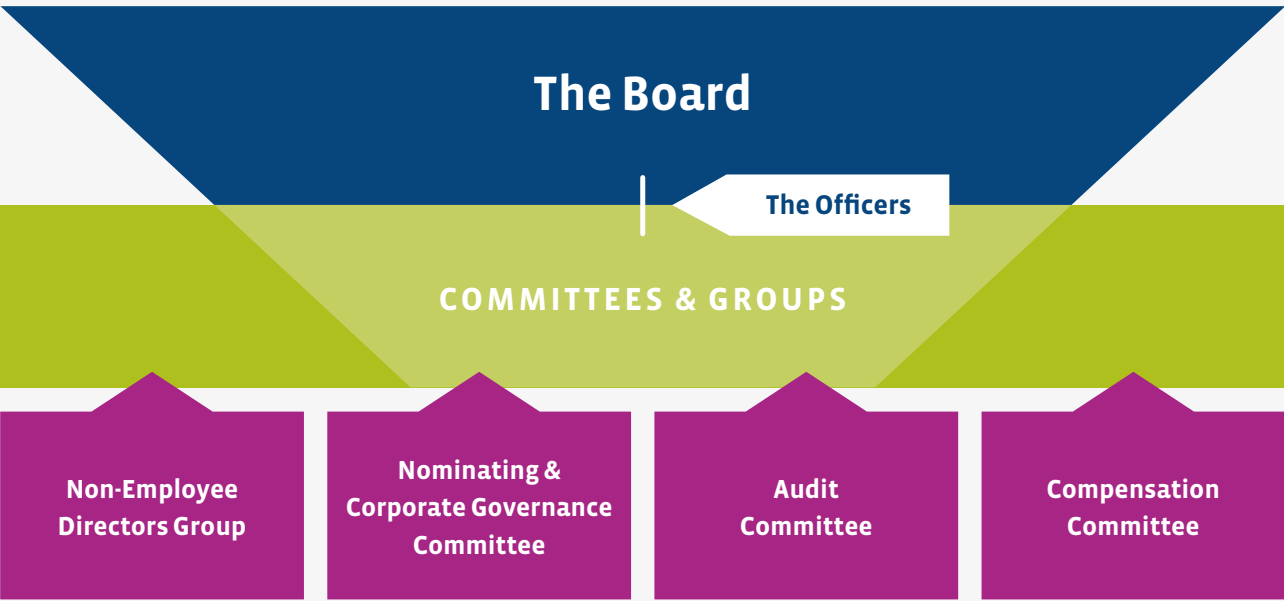 The Board
The Officers
COMMITTEES & GROUPS
Non-Employee
Directors Group
Nominating &
Corporate Governance
Committee
Audit
Committee
Compensation
Committee